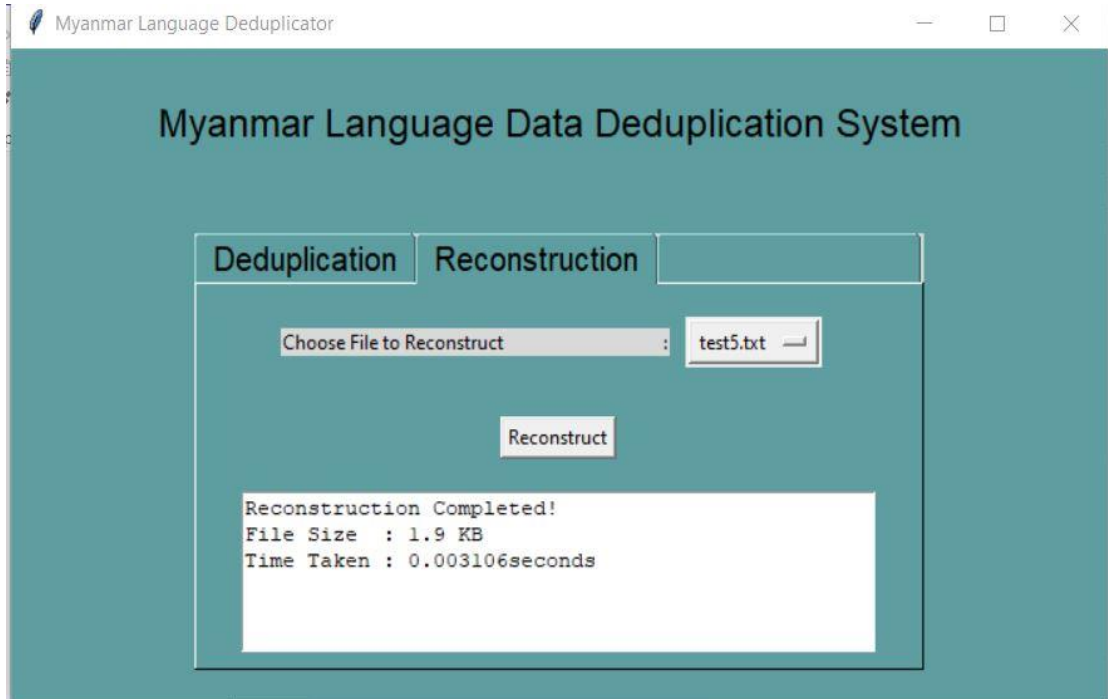 Myanmar Language Deduplicator
Myanmar Language Data Deduplication System
Deduplication Reconstruction
Choose File to Reconstruct : test5.txt
Reconstruct
Reconstruction Completed!
File Size  : 1.9 KB
Time Taken : 0.003106seconds